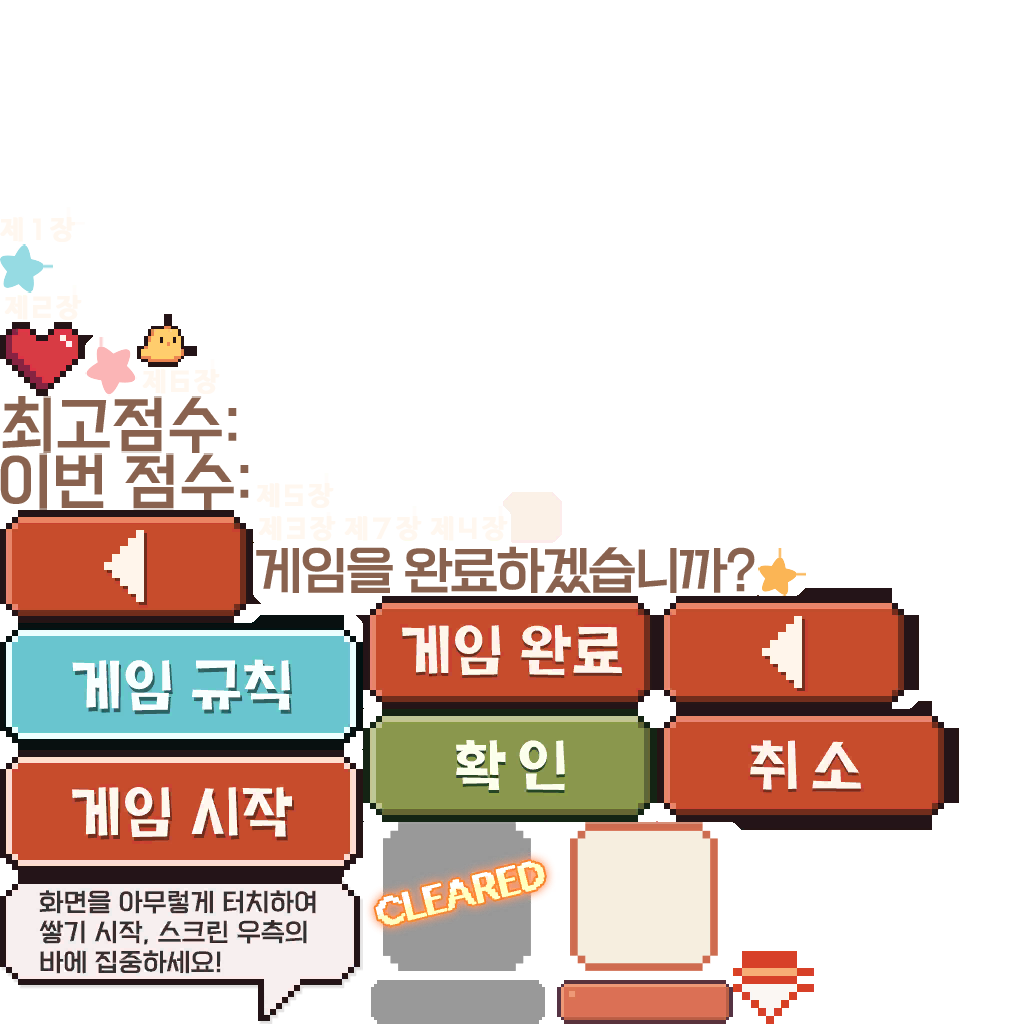 제1장
제2장
제6장
최고점수:
이번 점수:
제5장
제3장 제7장 제4장
게임을 완료하겠습니까?
게임 규칙
게임 완료
확인
취소
게임 시작
CLEARED
화면을 아무렇게 터치하여
쌓기 시작, 스크린 우측의
바에 집중하세요!